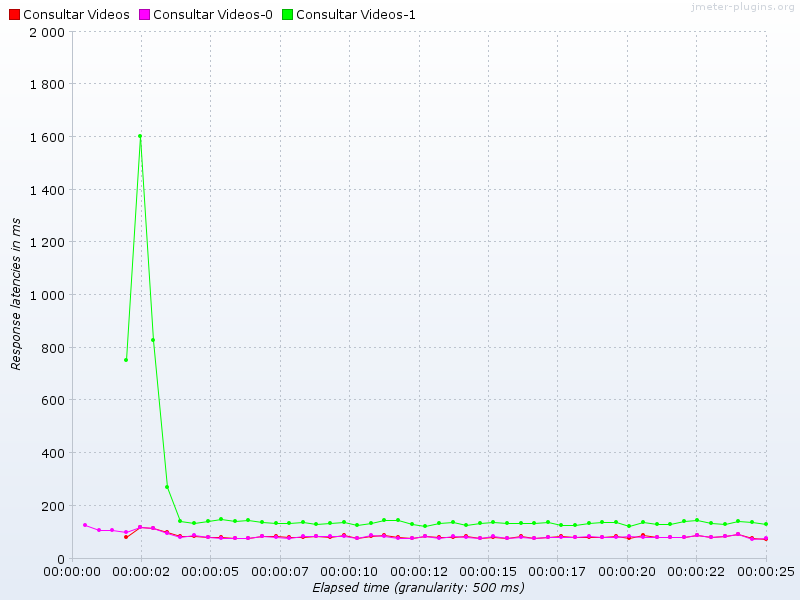 jmeter-plugins.org
Consultar Videos Consultar Videos-0 Consultar Videos-1
2 000
1 800
1 600
1 400
1 200
1 000
800
600
400
200
0
Response latencies in ms
00:00:00 00:00:02 00:00:05 00:00:07 00:00:10 00:00:12 00:00:15 00:00:17 00:00:20 00:00:22 00:00:25
Elapsed time (granularity: 500 ms)